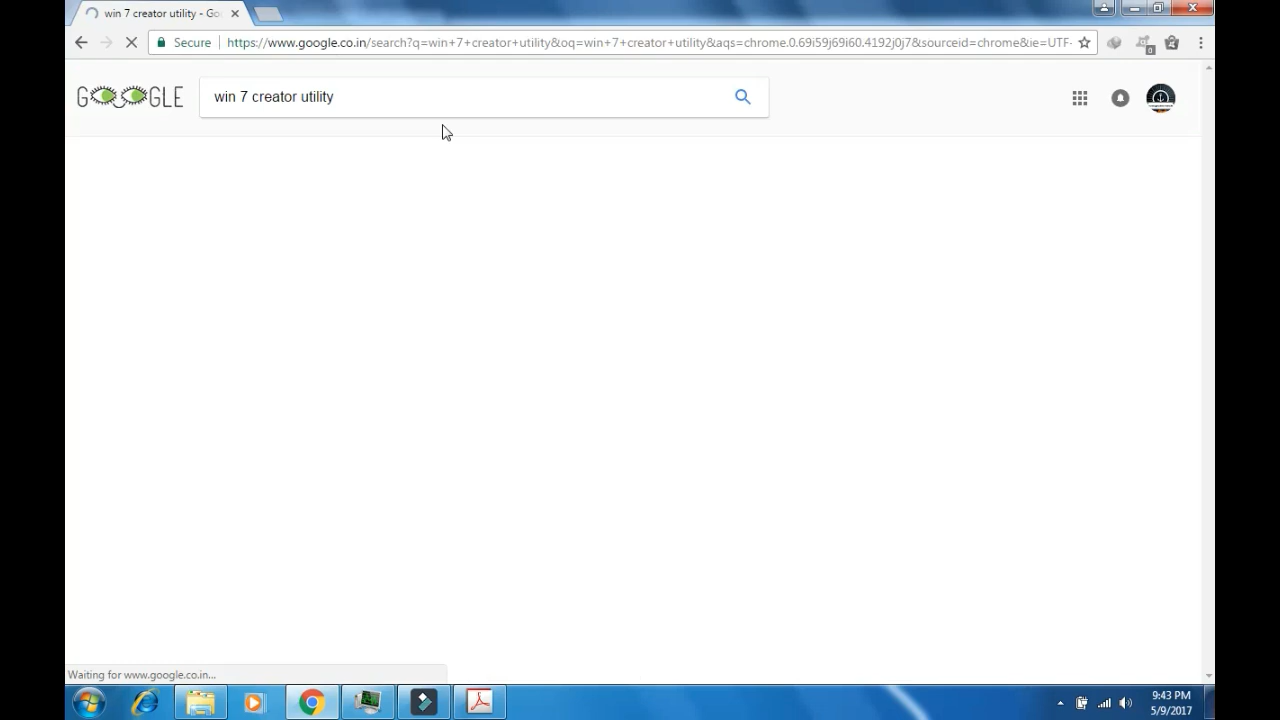 win 7 creator utility - Go
Secure
https://www.google.co.in/search?q=win+7+creator+utility&oq=win+7+creator+utility&aqs=chrome.0.69i59j69i60.4192j0j7&sourceid=chrome&ie=UTF-
0
GOOGLE
win 7 creator utility
Waiting for www.google.co.in...
9:43 PM
5/9/2017